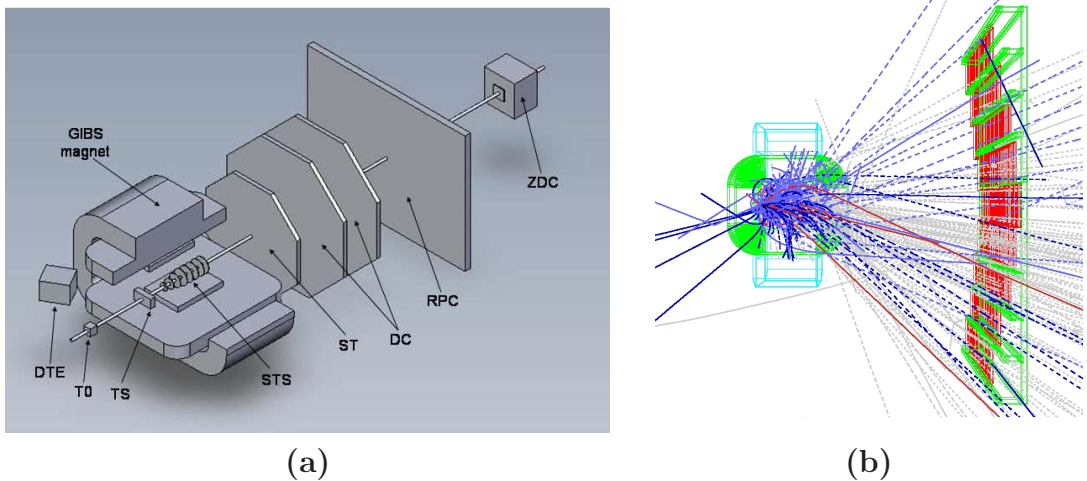 GIBS
magnet
ZDC
RPC
DC
ST
STS
TS
T0
DTE
(a)
(b)